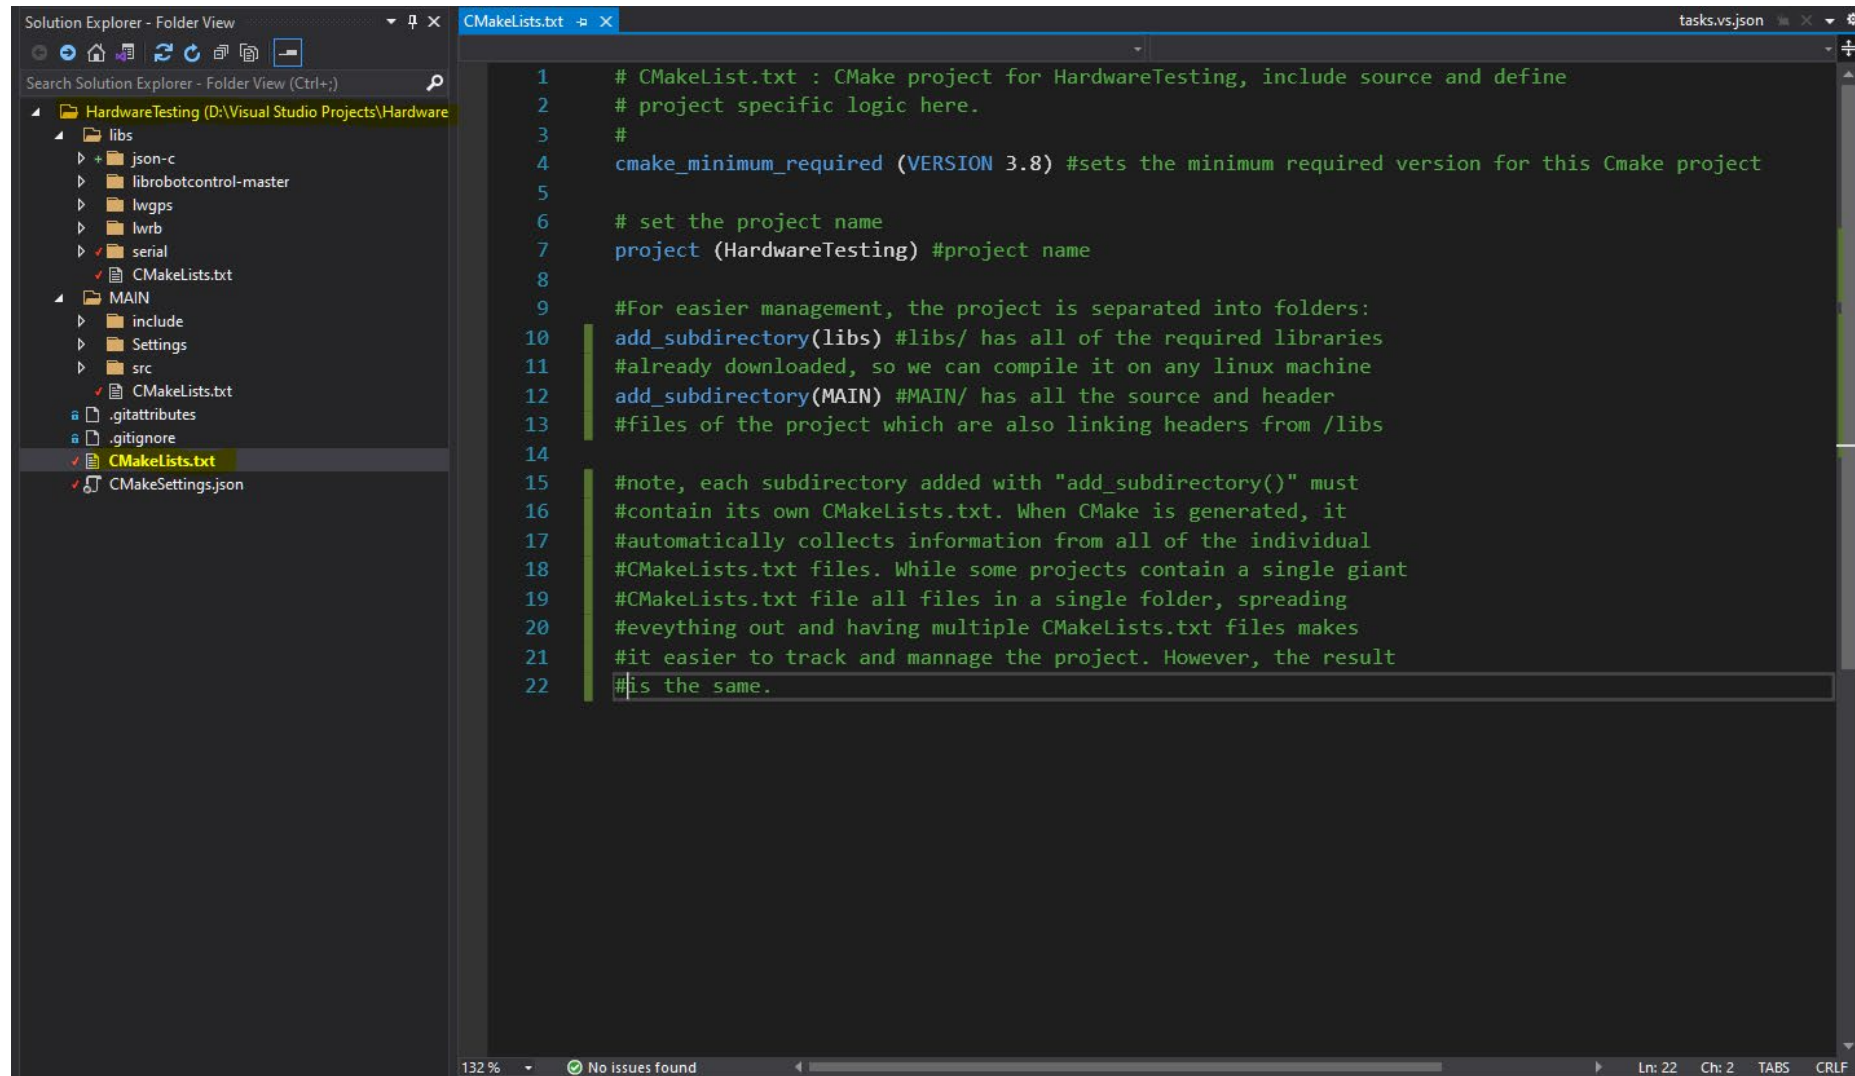 Solution Explorer - Folder View
Search Solution Explorer - Folder View (Ctrl+;)
HardwareTesting (D:\Visual Studio Projects\Hardware
libs
json-c
librobotcontrol-master
lwgps
lwrb
serial
CMakeLists.txt
MAIN
include
Settings
src
CMakeLists.txt
.gitattributes
.gitignore
CMakeLists.txt
CMakeSettings.json
CMakeLists.txt
tasks.vs.json
1 # CMakeList.txt : CMake project for HardwareTesting, include source and define
2 # project specific logic here.
3 #
4 cmake_minimum_required (VERSION 3.8) #sets the minimum required version for this Cmake project
5
6 # set the project name
7 project (HardwareTesting) #project name
8
9 #For easier management, the project is separated into folders:
10 add_subdirectory(libs) #libs/ has all of the required libraries
11 #already downloaded, so we can compile it on any linux machine
12 add_subdirectory(MAIN) #MAIN/ has all the source and header
13 #files of the project which are also linking headers from /libs
14
15 #note, each subdirectory added with "add_subdirectory()" must
16 #contain its own CMakeLists.txt. When CMake is generated, it
17 #automatically collects information from all of the individual
18 #CMakeLists.txt files. While some projects contain a single giant
19 #CMakeLists.txt file all files in a single folder, spreading
20 #eveything out and having multiple CMakeLists.txt files makes
21 #it easier to track and mannage the project. However, the result
22 #is the same.
132 % No issues found Ln: 22 Ch: 2 TABS CRLF